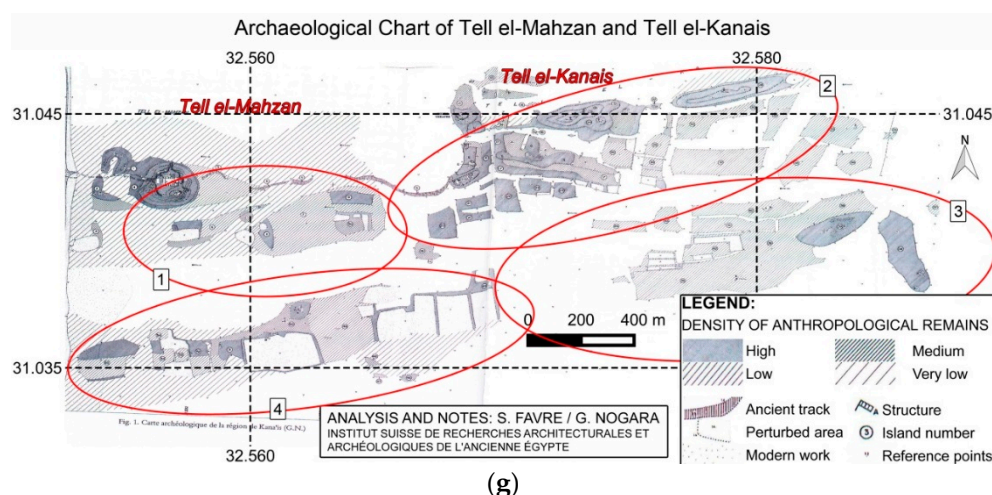 Archaeological Chart of Tell el-Mahzan and Tell el-Kanais
32.560
32.580
Tell el-Mahzan
Tell el-Kanais
31.045
31.045
2
N
3
1
0 200 400 m
31.035
4
32.560
LEGEND:
DENSITY OF ANTHROPOLOGICAL REMAINS
High
Medium
Low
Very low
Ancient track
Structure
Perturbed area
3
Island number
Modern work
Reference points
Fig. 1. Carte archéologique de la région de Kana'is (G.N.)
ANALYSIS AND NOTES: S. FAVRE / G. NOGARA
INSTITUT SUISSE DE RECHERCHES ARCHITECTURALES ET
ARCHÉOLOGIQUES DE L'ANCIENNE ÉGYPTE
(g)